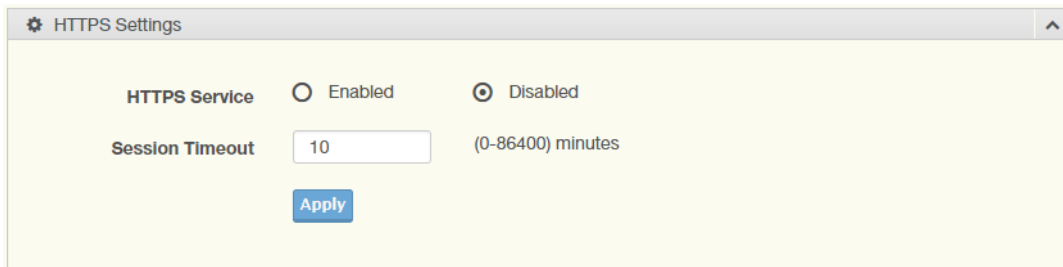 HTTPS Settings
HTTPS Service Enabled Disabled
Session Timeout 10 (0-86400) minutes
Apply